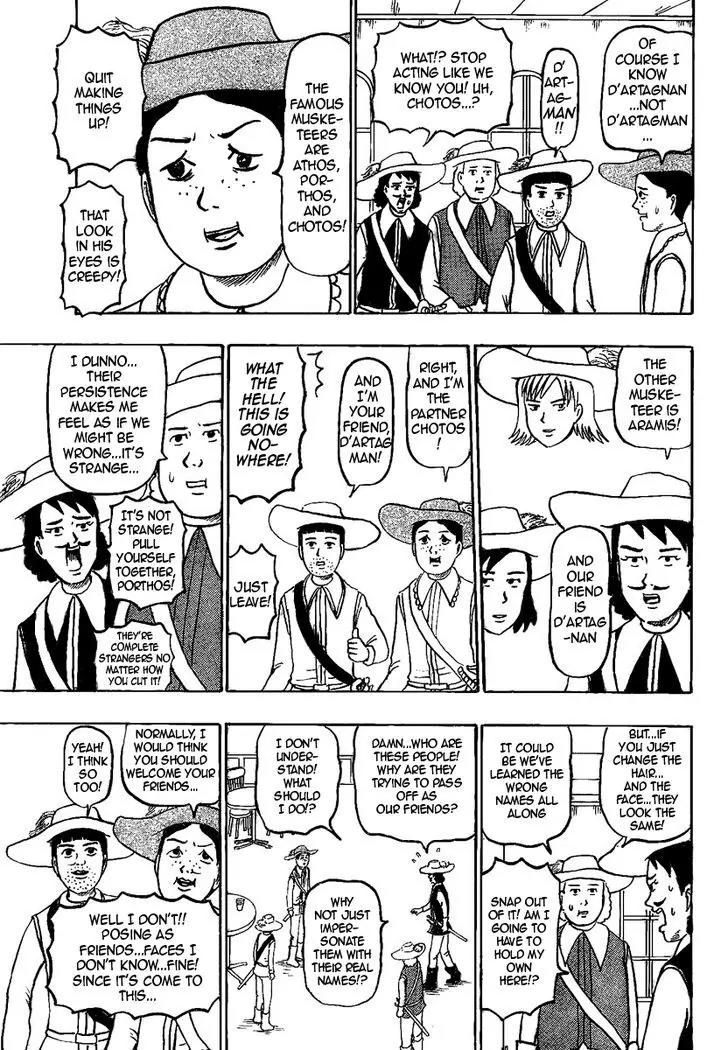 OF
COURSE I
KNOW
D'ARTAGNAN
...NOT
D'ARTAGMAN
...
D'
ART-
AG-
MAN
!!
WHAT!? STOP
ACTING LIKE WE
KNOW YOU! UH,
CHOTOS...?
THE
FAMOUS
MUSKE-
TEERS
ARE
ATHOS,
POR-
THOS,
AND
CHOTOS!
QUIT
MAKING
THINGS
UP!
THAT
LOOK
IN HIS
EYES IS
CREEPY!
THE
OTHER
MUSKE-
TEER IS
ARAMIS!
AND
OUR
FRIEND
IS
D'ARTAG
-NAN
RIGHT,
AND I'M
THE
PARTNER
CHOTOS
!
AND
I'M
YOUR
FRIEND,
D'ARTAG
MAN!
WHAT
THE
HELL!
THIS IS
GOING
NO-
WHERE!
JUST
LEAVE!
I DUNNO...
THEIR
PERSISTENCE
MAKES ME
FEEL AS IF WE
MIGHT BE
WRONG...IT'S
STRANGE...
IT'S NOT
STRANGE!
PULL
YOURSELF
TOGETHER,
PORTHOS!
THEY'RE
COMPLETE
STRANGERS NO
MATTER HOW
YOU CUT IT!
BUT...IF
YOU JUST
CHANGE
THE HAIR...
AND THE
FACE...THEY
LOOK THE
SAME!
IT COULD
BE WE'VE
LEARNED THE
WRONG
NAMES ALL
ALONG
SNAP OUT
OF IT! AM I
GOING TO
HAVE TO
HOLD MY
OWN
HERE!?
DAMN...WHO ARE
THESE PEOPLE!
WHY ARE THEY
TRYING TO PASS
OFF AS
OUR FRIENDS?
I DON'T
UNDER-
STAND!
WHAT
SHOULD
I DO!?
WHY
NOT JUST
IMPER-
SONATE
THEM WITH
THEIR REAL
NAMES!?
NORMALLY, I
WOULD THINK
YOU SHOULD
WELCOME YOUR
FRIENDS...
YEAH!
I THINK
SO
TOO!
WELL I DON'T!!
POSING AS
FRIENDS...FACES I
DON'T KNOW...FINE!
SINCE IT'S COME TO
THIS...